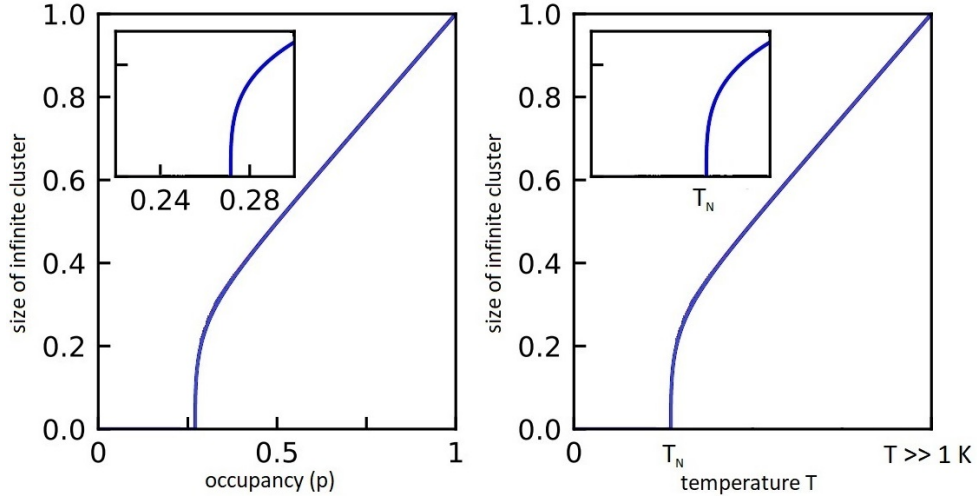 size of infinite cluster
1.0
0.8
0.6
0.4
0.2
0.0
0.24 0.28
0 0.5 1
occupancy (p)
size of infinite cluster
1.0
0.8
0.6
0.4
0.2
0.0
T_N
0 T_N T >> 1 K
temperature T